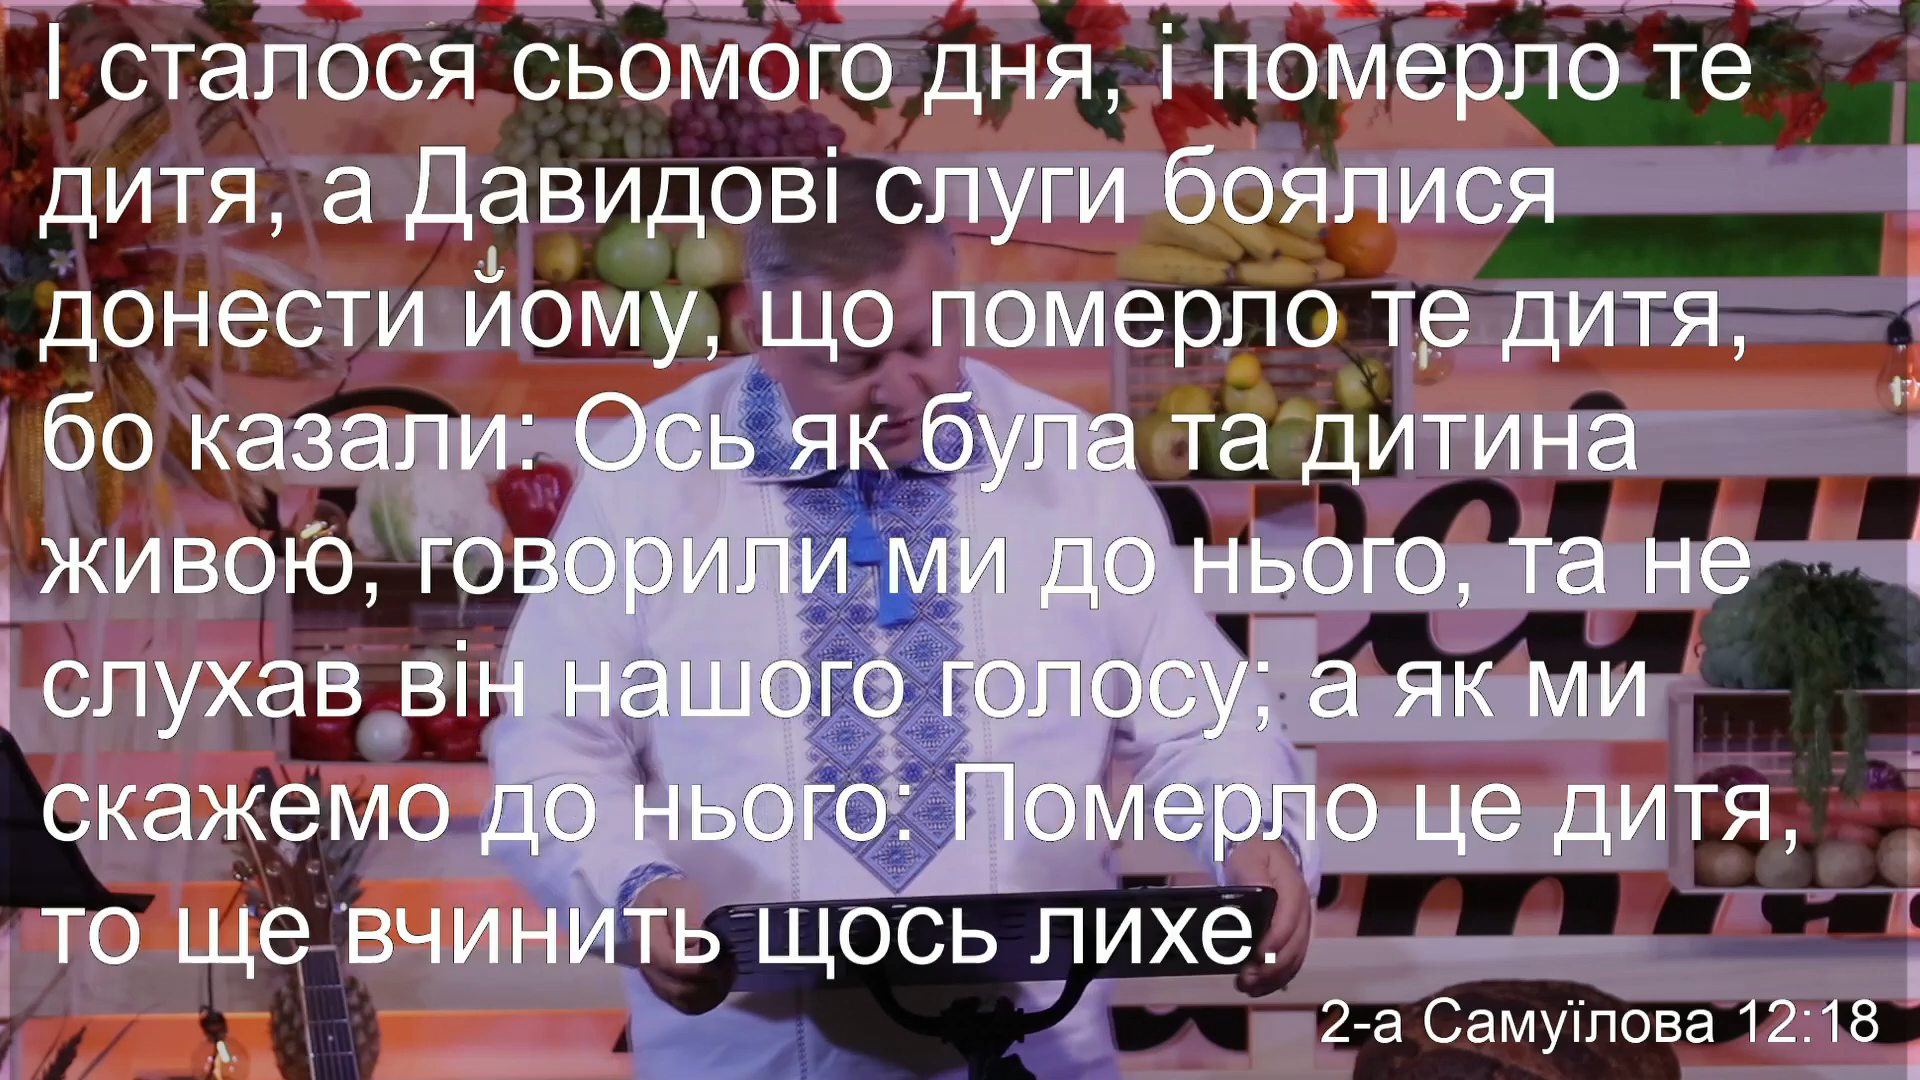 І сталося сьомого дня, і померло те
дитя, а Давидові слуги боялися
донести йому, що померло те дитя,
бо казали: Ось як була та дитина
живою, говорили ми до нього, та не
слухав він нашого голосу; а як ми
скажемо до нього: Померло це дитя,
то ще вчинить щось лихе.
2-а Самуїлова 12:18